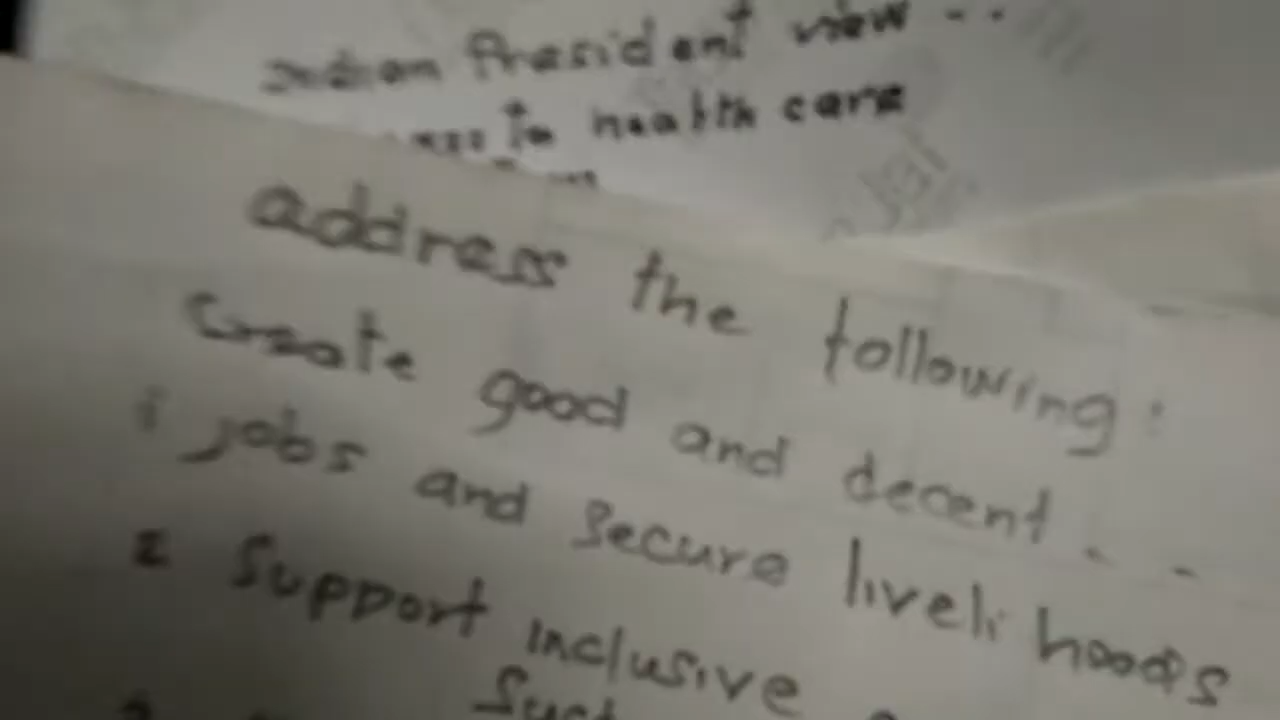 Indian President view - -
to health care
address the following:
Create good and decent - -
1 jobs and secure livelihoods
2 Support inclusive